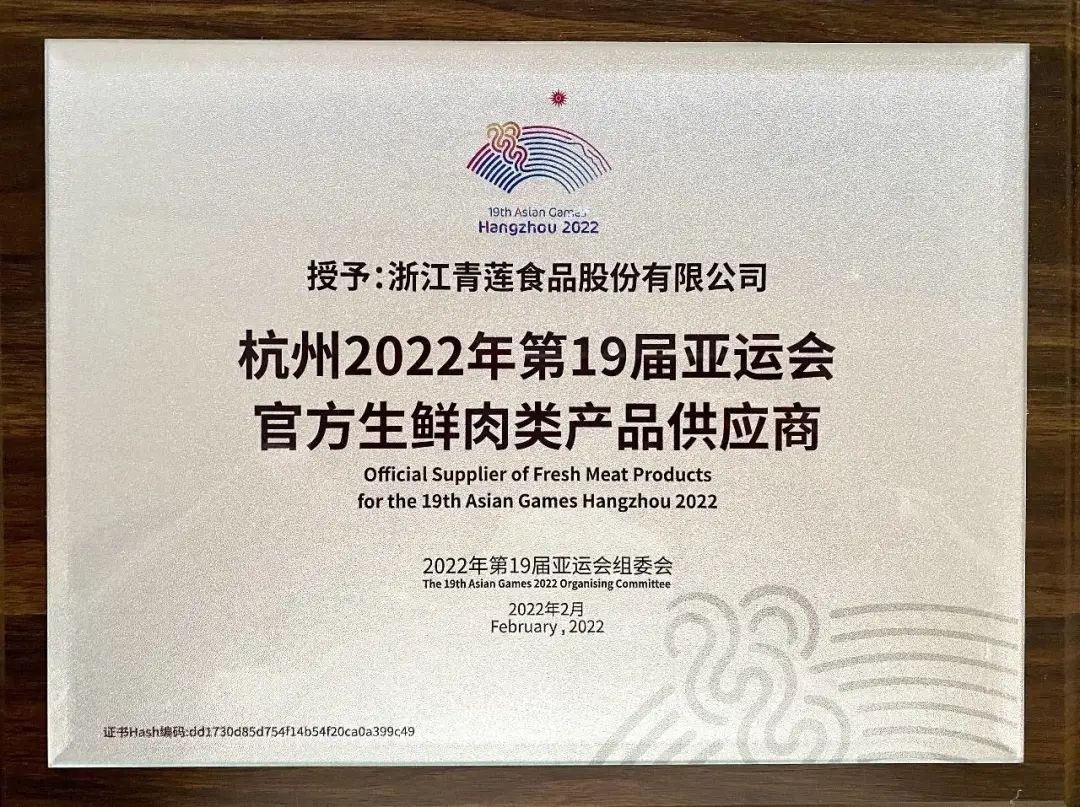 19th Asian Games
Hangzhou 2022
授予:浙江青莲食品股份有限公司
杭州2022年第19届亚运会
官方生鲜肉类产品供应商
Official Supplier of Fresh Meat Products
for the 19th Asian Games Hangzhou 2022
2022年第19届亚运会组委会
The 19th Asian Games 2022 Organising Committee
2022年2月
February , 2022
证书Hash编码:dd1730d85d754f14b54f20ca0a399c49